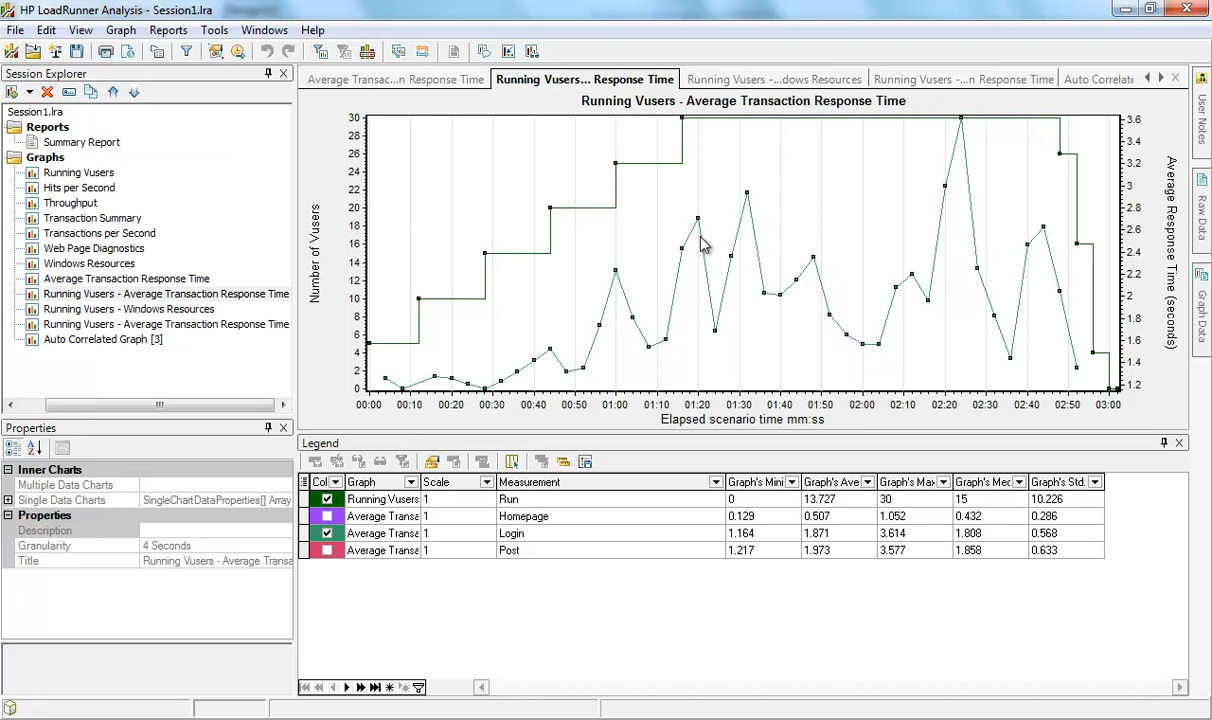 HP LoadRunner Analysis - Session1.lra
File Edit View Graph Reports Tools Windows Help
Session Explorer
Session1.lra
Reports
Summary Report
Graphs
Running Vusers
Hits per Second
Throughput
Transaction Summary
Transactions per Second
Web Page Diagnostics
Windows Resources
Average Transaction Response Time
Running Vusers - Average Transaction Response Time
Running Vusers - Windows Resources
Running Vusers - Average Transaction Response Time
Auto Correlated Graph [3]
Properties
Inner Charts
Multiple Data Charts
Single Data Charts SingleChartDataProperties[] Array
Properties
Description
Granularity 4 Seconds
Title Running Vusers - Average Transa
Average Transac...n Response Time Running Vusers... Response Time Running Vusers -...dows Resources Running Vusers -...n Response Time Auto Correlate
Running Vusers - Average Transaction Response Time
Number of Vusers
30
28
26
24
22
20
18
16
14
12
10
8
6
4
2
0
3.6
3.4
3.2
3
2.8
2.6
2.4
2.2
2
1.8
1.6
1.4
1.2
Average Response Time (seconds)
00:00 00:10 00:20 00:30 00:40 00:50 01:00 01:10 01:20 01:30 01:40 01:50 02:00 02:10 02:20 02:30 02:40 02:50 03:00
Elapsed scenario time mm:ss
Legend
Col Graph Scale Measurement Graph's Mini Graph's Ave Graph's Max Graph's Med Graph's Std.
Running Vusers 1 Run 0 13.727 30 15 10.226
Average Transa 1 Homepage 0.129 0.507 1.052 0.432 0.286
Average Transa 1 Login 1.164 1.871 3.614 1.808 0.568
Average Transa 1 Post 1.217 1.973 3.577 1.858 0.633
User Notes
Raw Data
Graph Data